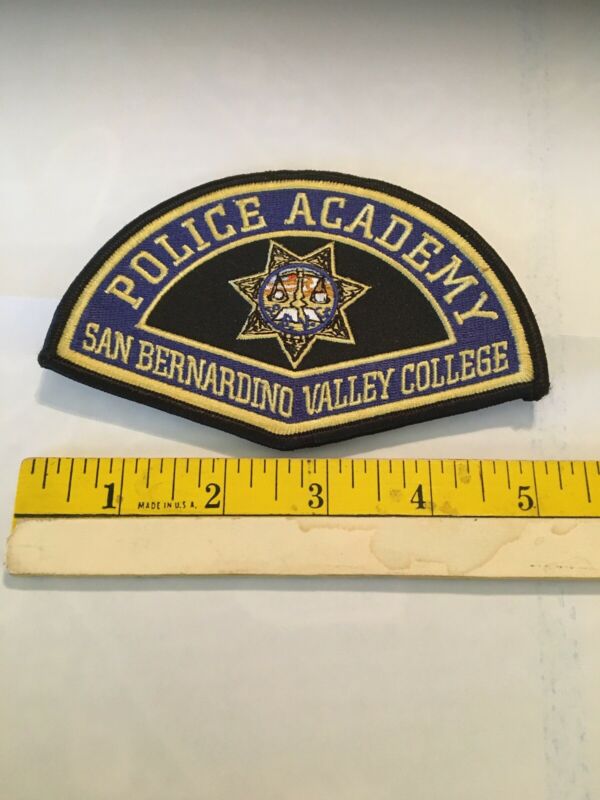 POLICE ACADEMY
SAN BERNARDINO VALLEY COLLEGE
1 2 3 4 5
MADE IN U.S.A.